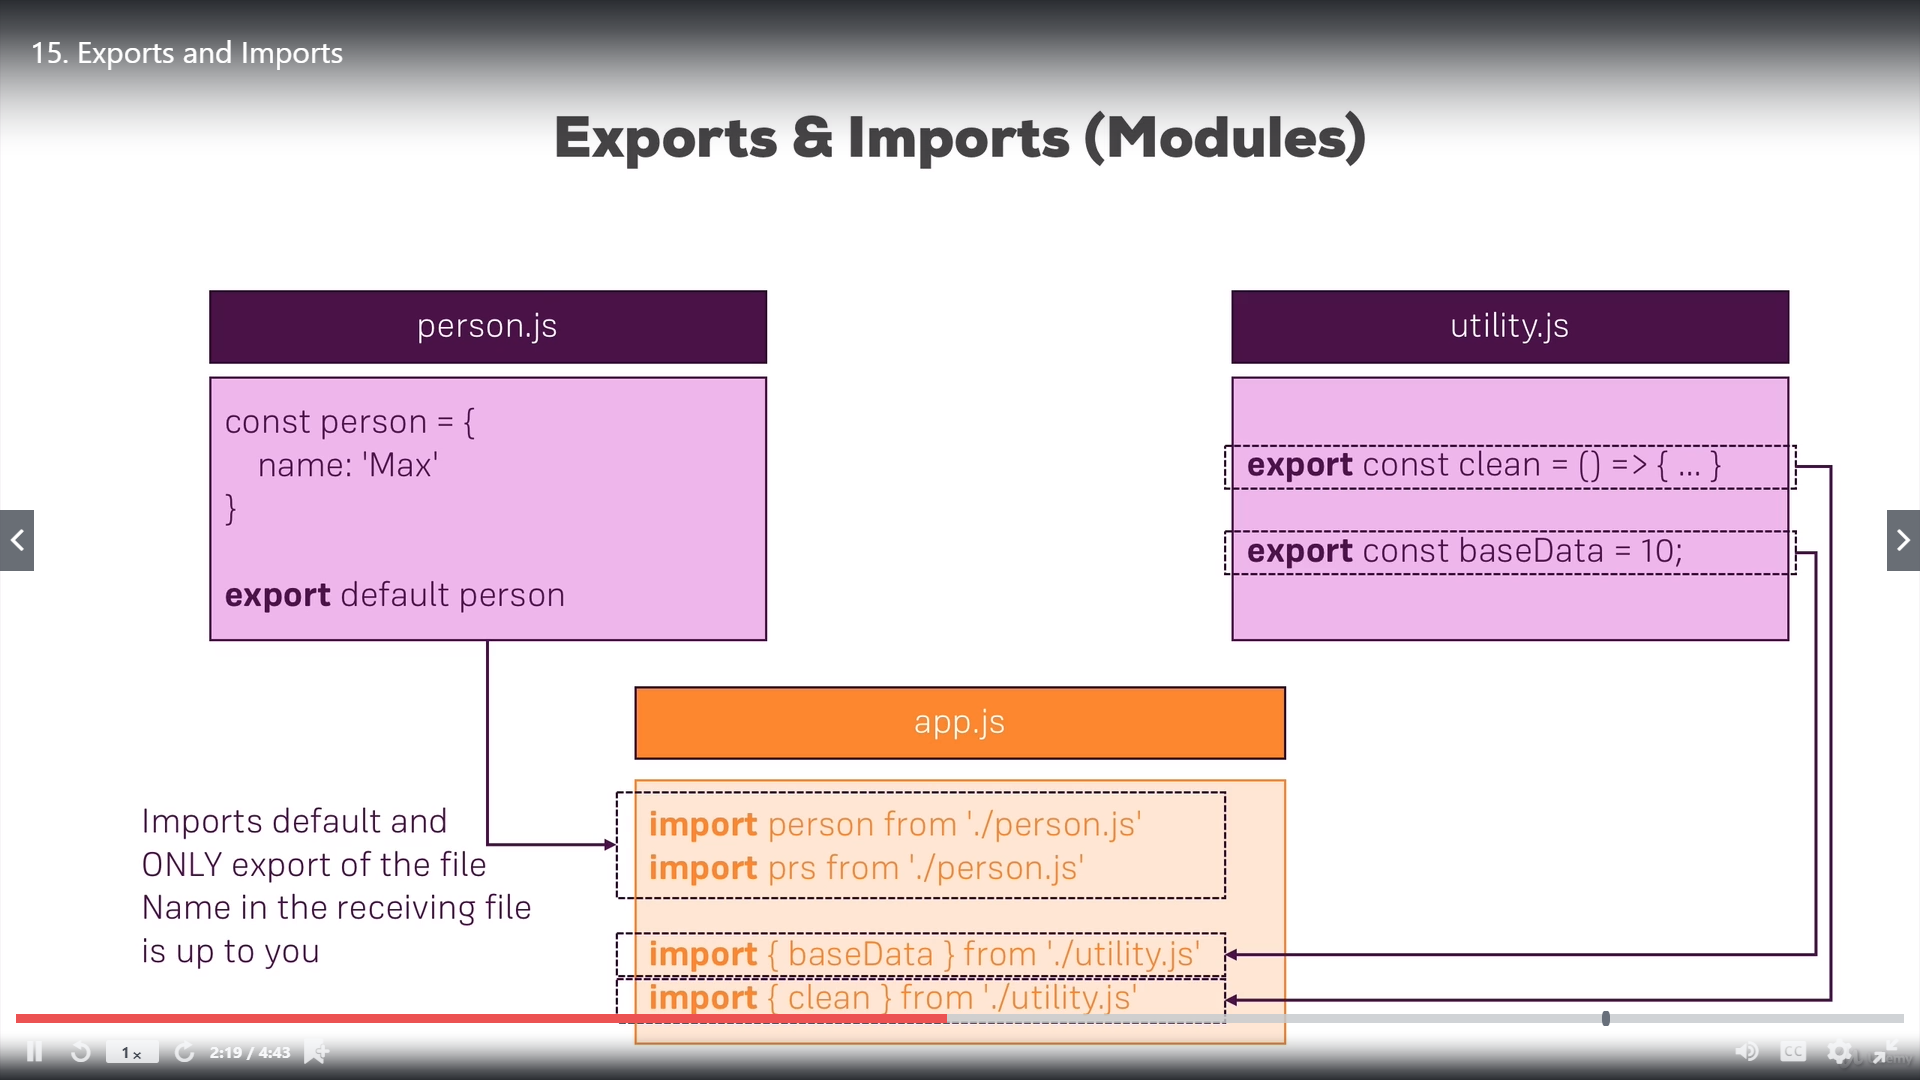 15. Exports and Imports
Exports & Imports (Modules)
person.js
const person = {
name: 'Max'
}
export default person
utility.js
export const clean = () => { ... }
export const baseData = 10;
app.js
import person from './person.js'
import prs from './person.js'
import { baseData } from './utility.js'
import { clean } from './utility.js'
Imports default and
ONLY export of the file
Name in the receiving file
is up to you
1x
2:19 / 4:43
CC